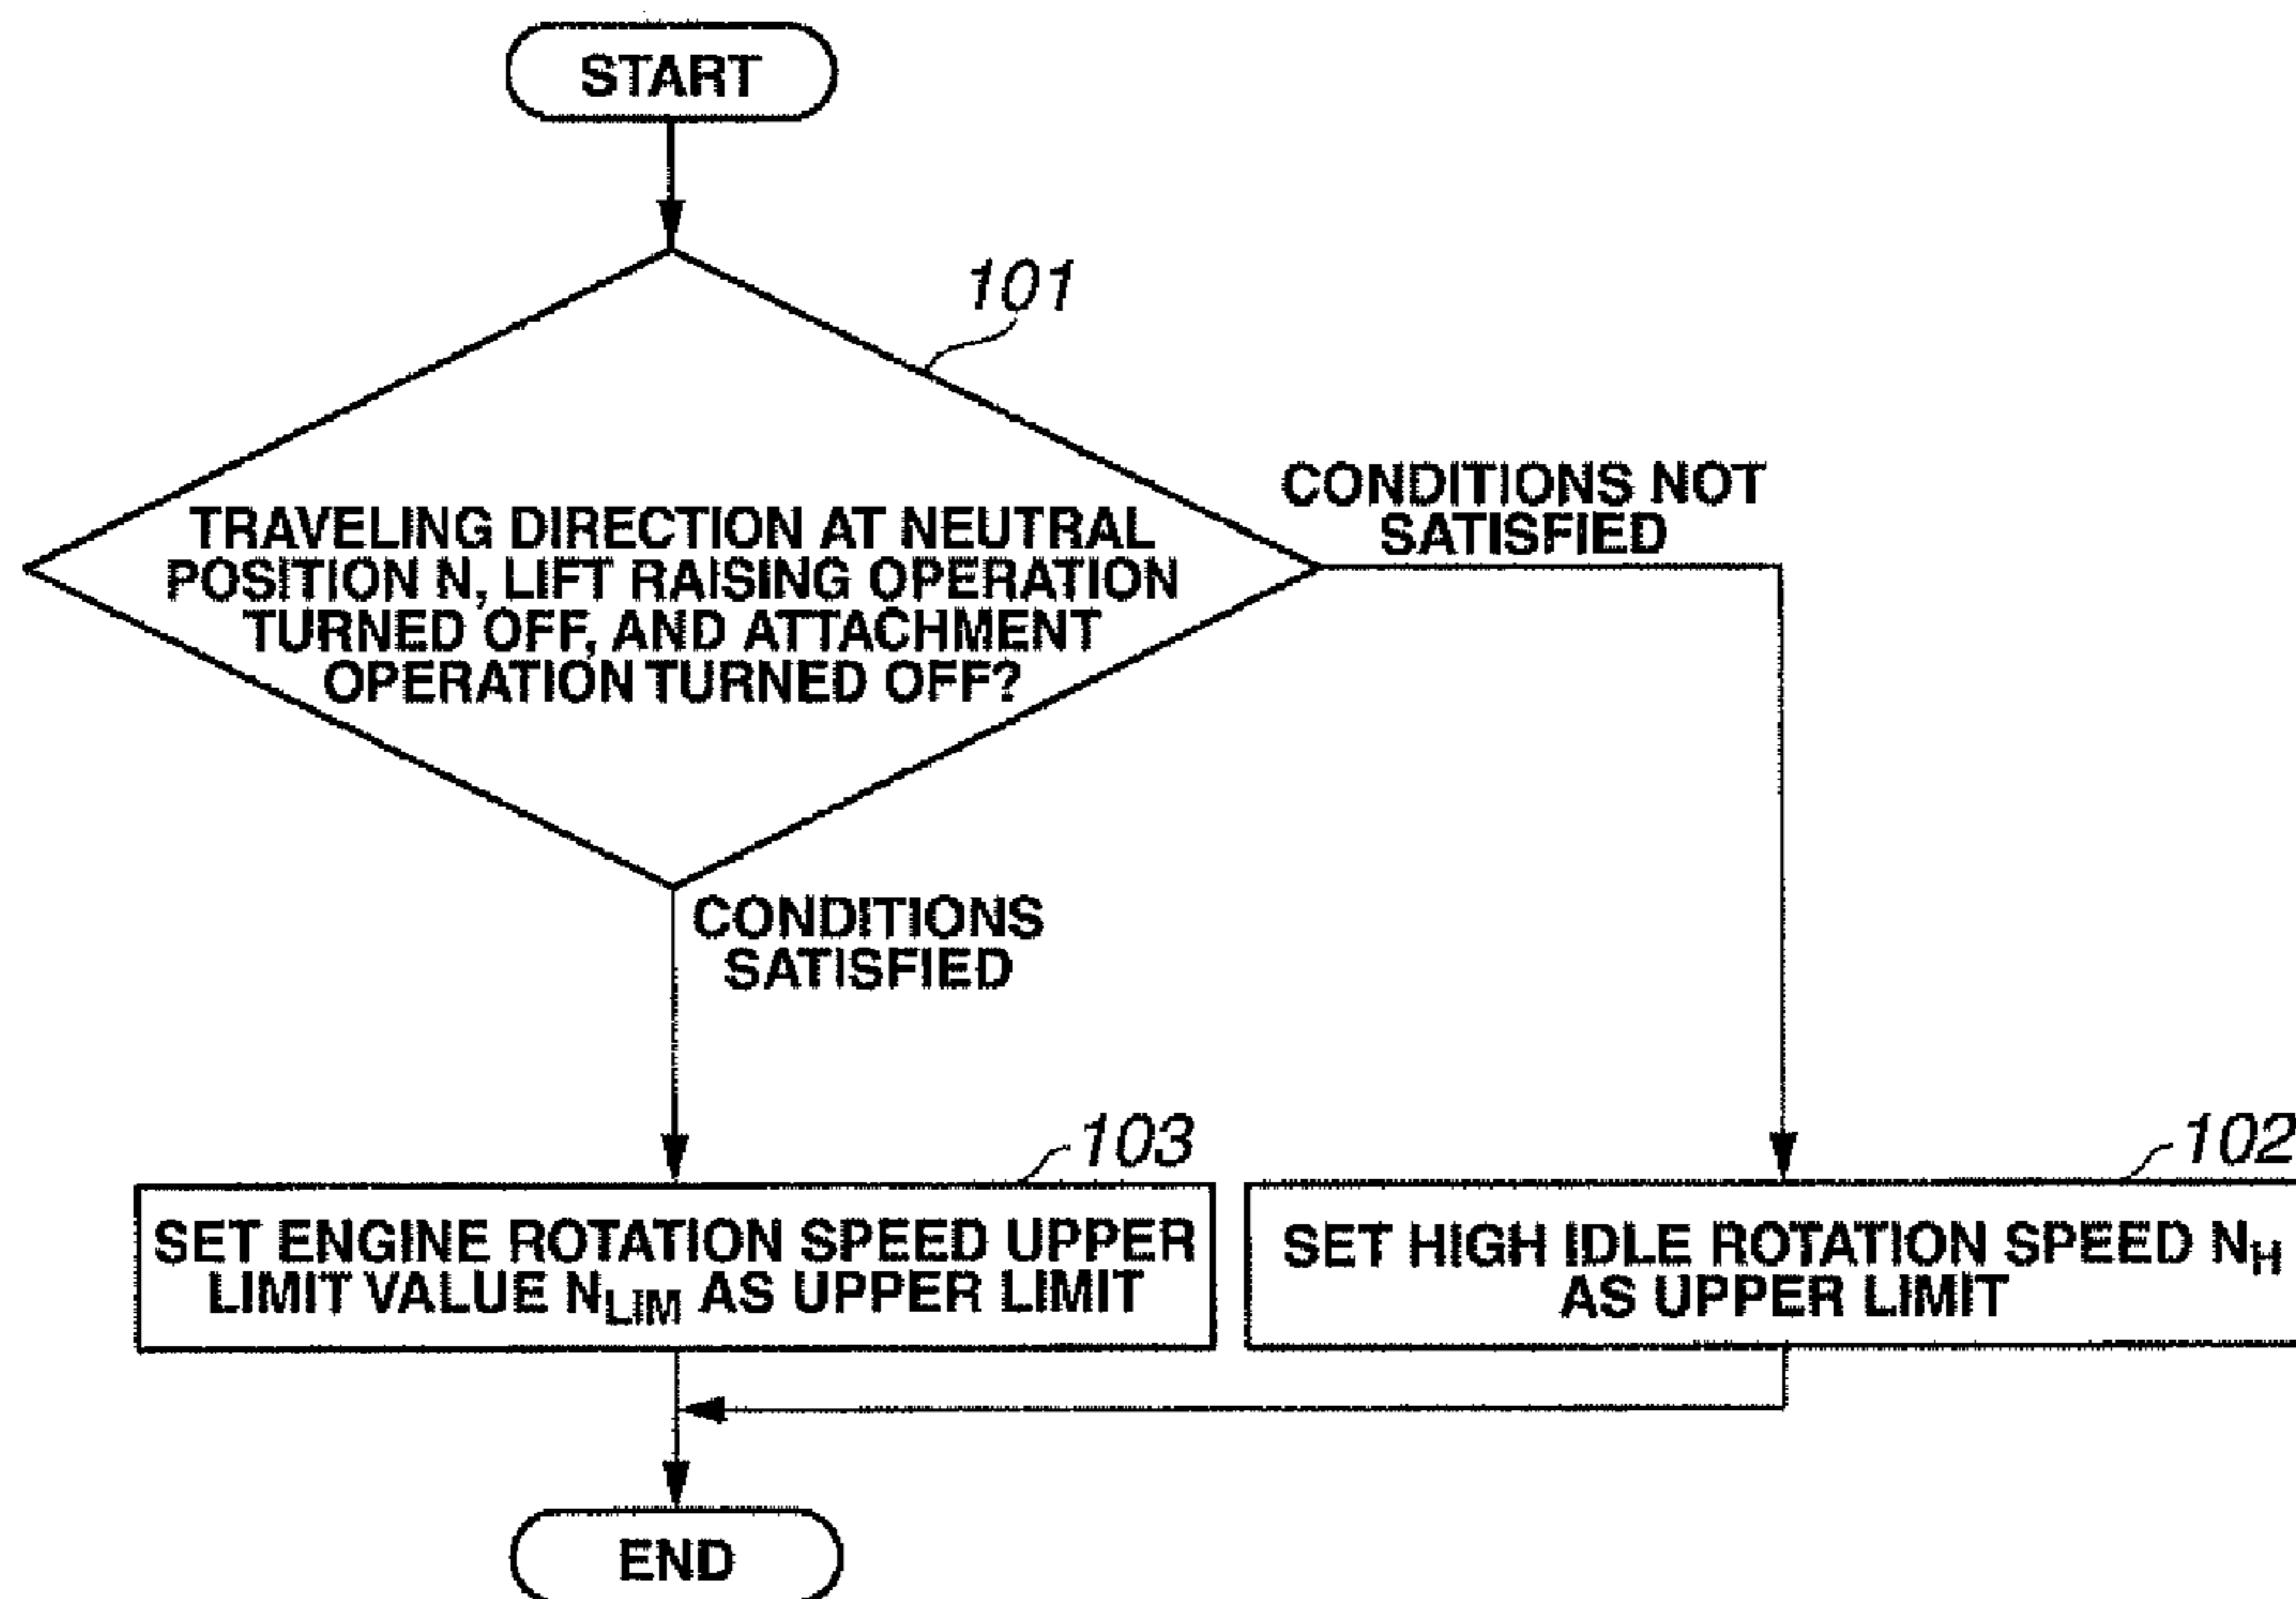 START
101
TRAVELING DIRECTION AT NEUTRAL
POSITION N, LIFT RAISING OPERATION
TURNED OFF, AND ATTACHMENT
OPERATION TURNED OFF?
CONDITIONS NOT
SATISFIED
CONDITIONS
SATISFIED
103
SET ENGINE ROTATION SPEED UPPER
LIMIT VALUE NLIM AS UPPER LIMIT
102
SET HIGH IDLE ROTATION SPEED NH
AS UPPER LIMIT
END